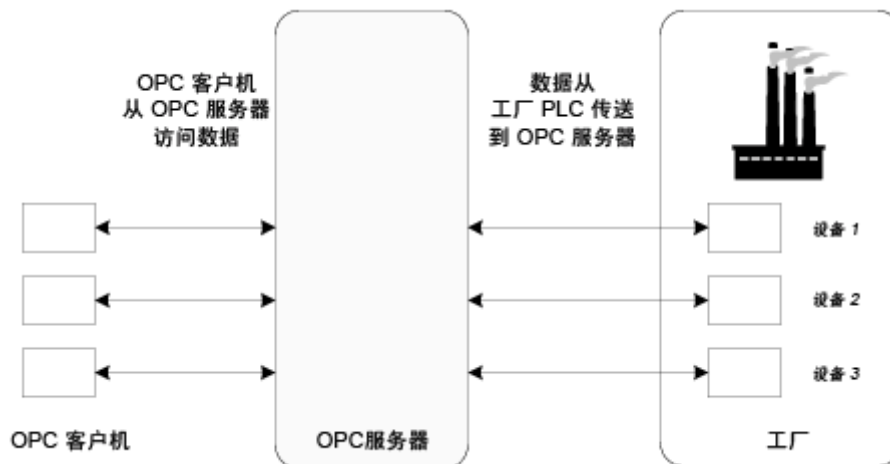 OPC 客户机
从 OPC 服务器
访问数据
数据从
工厂 PLC 传送
到 OPC 服务器
设备 1
设备 2
设备 3
OPC 客户机
OPC服务器
工厂